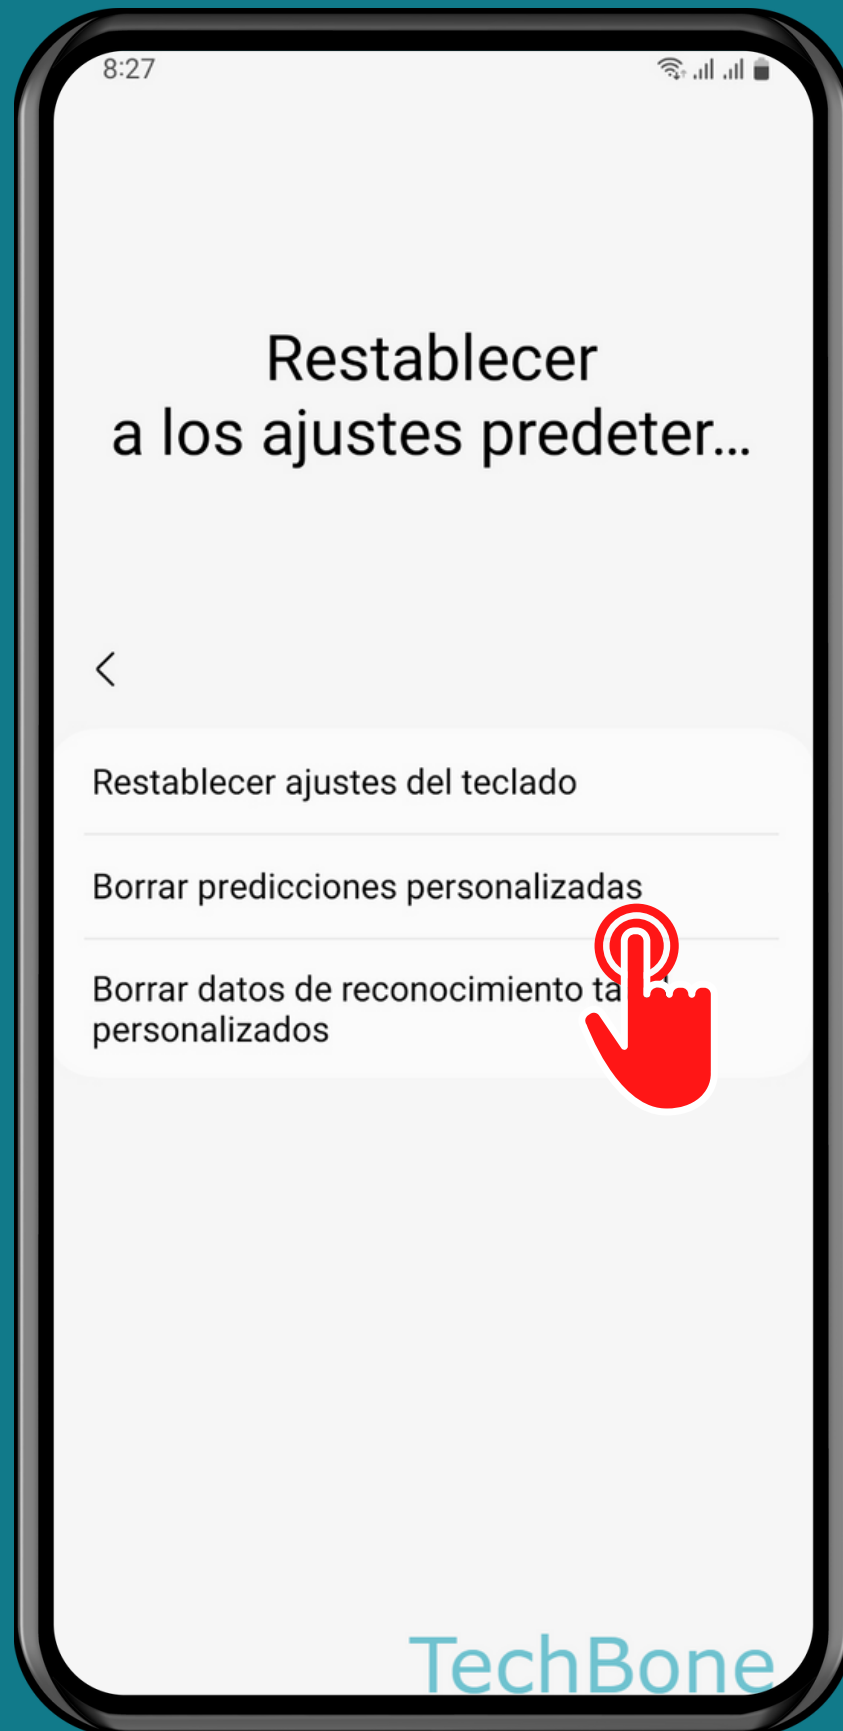 8:27
Restablecer
a los ajustes predeter...
Restablecer ajustes del teclado
Borrar predicciones personalizadas
Borrar datos de reconocimiento
personalizados
TechBone